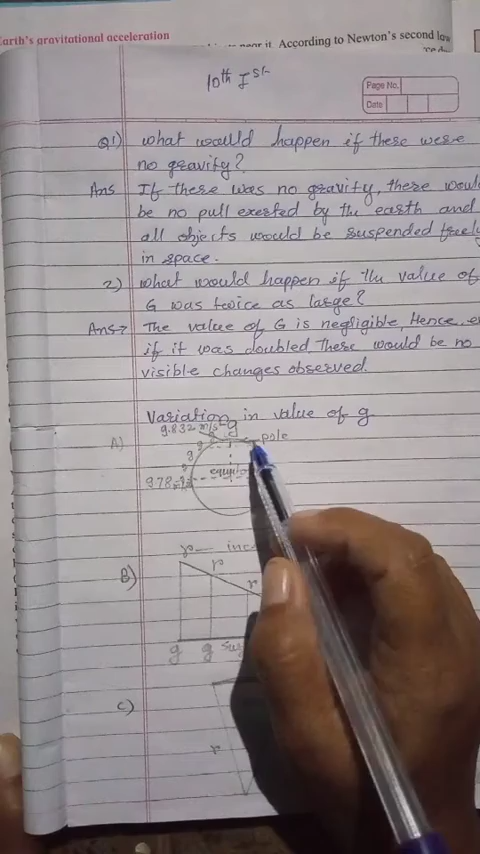 Earth's gravitational acceleration
near it. According to Newton's second
10th Ist
Page No.
Date
Q1) what would happen if there were
no gravity?
Ans If there was no gravity, there would
be no pull exerted by the earth and
all objects would be suspended freely
in space.
2) what would happen if the value of
G was twice as large?
Ans:→ The value of G is negligible, Hence,
if it was doubled, There would be no
visible changes observed.
Variation in value of g
9.832 m/s² g
A) g pole
g
g
B) r inc
r
r
g g
C)
r